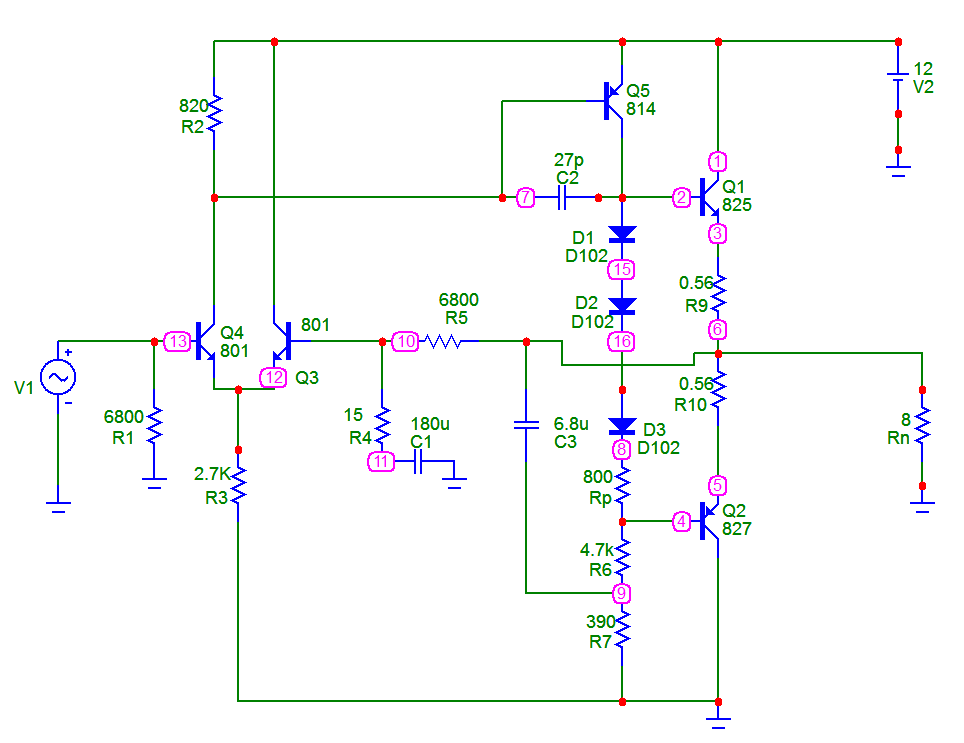 12
V2
820
R2
Q5
814
27p
C2
1
7
2
Q1
825
3
D1
D102
15
0.56
R9
6800
R5
D2
D102
801
Q4
801
13
10
16
6
V1
12
Q3
0.56
R10
6800
R1
15
R4
180u
C1
6.8u
C3
D3
D102
8
Rn
11
8
2.7K
R3
800
Rp
5
4
Q2
827
4.7k
R6
9
390
R7